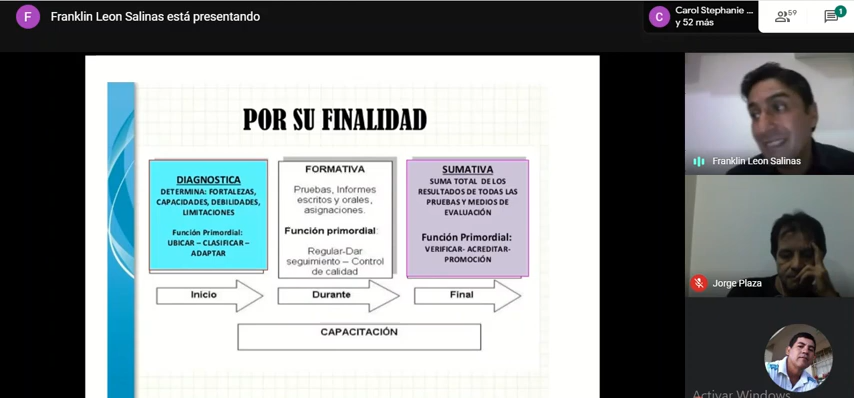 F Franklin Leon Salinas está presentando
C Carol Stephanie ...
y 52 más
59
1
POR SU FINALIDAD
DIAGNOSTICA
DETERMINA: FORTALEZAS,
CAPACIDADES, DEBILIDADES,
LIMITACIONES
Función Primordial:
UBICAR – CLASIFICAR –
ADAPTAR
FORMATIVA
Pruebas, Informes
escritos y orales,
asignaciones.
Función primordial:
Regular-Dar
seguimiento – Control
de calidad
SUMATIVA
SUMA TOTAL DE LOS
RESULTADOS DE TODAS LAS
PRUEBAS Y MEDIOS DE
EVALUACIÓN
Función Primordial:
VERIFICAR- ACREDITAR-
PROMOCIÓN
Inicio
Durante
Final
CAPACITACIÓN
Franklin Leon Salinas
Jorge Plaza
Activar Windows